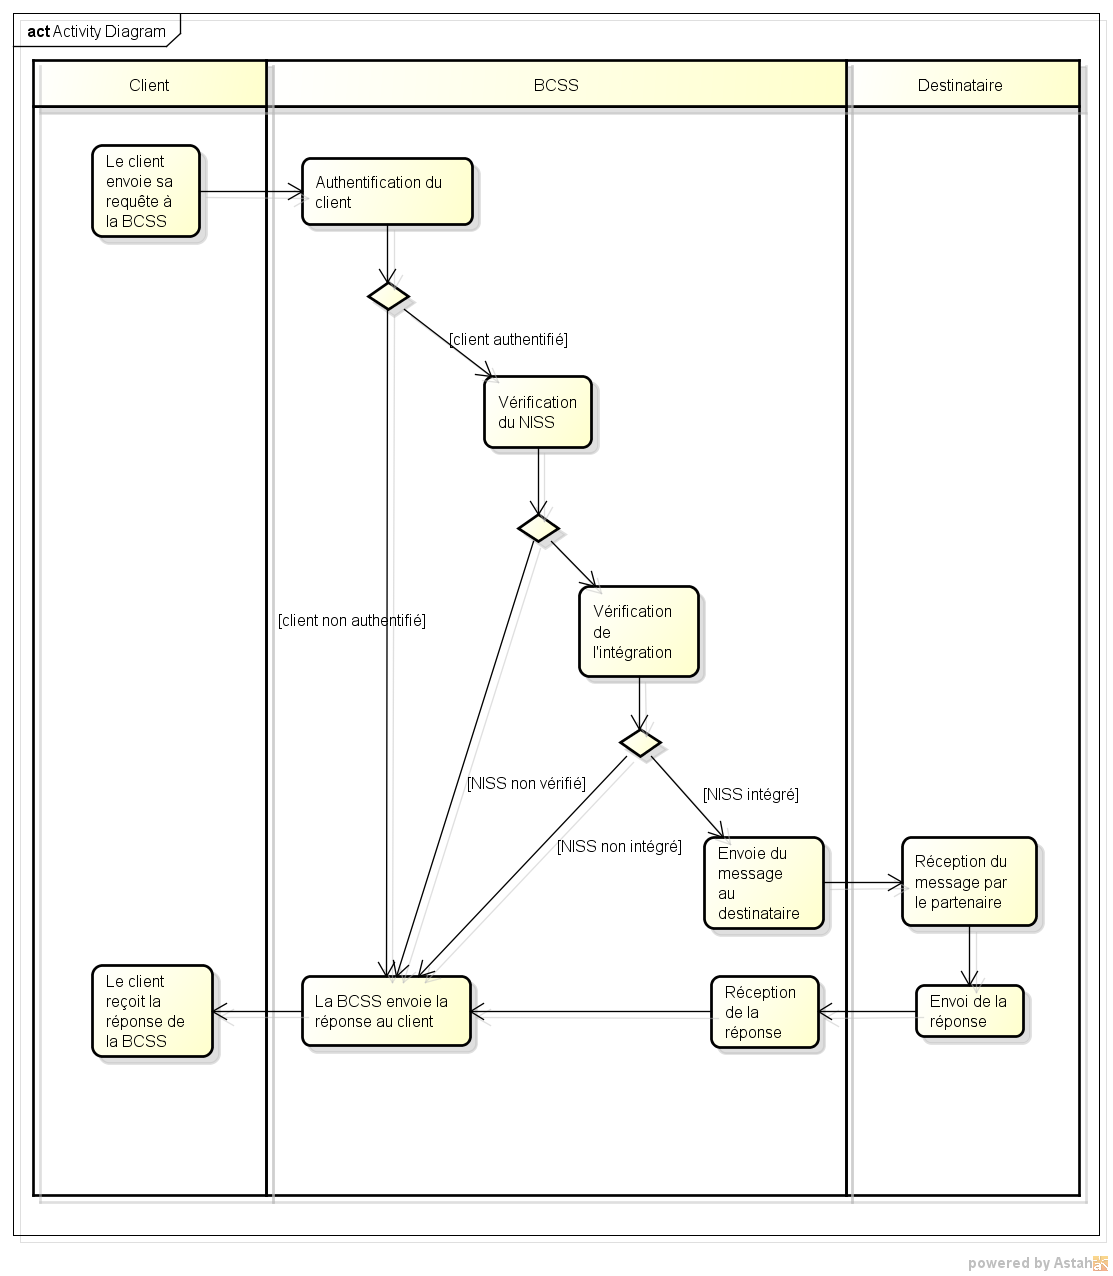 act Activity Diagram
Client
BCSS
Destinataire
Le client
envoie sa
requête à
la BCSS
Authentification du
client
[client authentifié]
Vérification
du NISS
[client non authentifié]
Vérification
de
l'intégration
[NISS non vérifié]
[NISS intégré]
[NISS non intégré]
Envoie du
message
au
destinataire
Réception du
message par
le partenaire
Envoi de la
réponse
Réception
de la
réponse
La BCSS envoie la
réponse au client
Le client
reçoit la
réponse de
la BCSS
powered by Astah